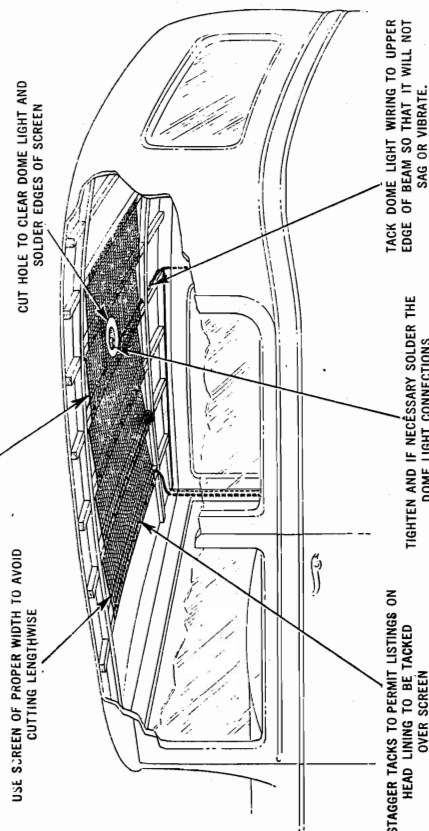 USE SCREEN OF PROPER WIDTH TO AVOID
CUTTING LENGTHWISE
CUT HOLE TO CLEAR DOME LIGHT AND
SOLDER EDGES OF SCREEN
STAGGER TACKS TO PERMIT LISTINGS ON
HEAD LINING TO BE TACKED
OVER SCREEN
TIGHTEN AND IF NECESSARY SOLDER THE
DOME LIGHT CONNECTIONS
TACK DOME LIGHT WIRING TO UPPER
EDGE OF BEAM SO THAT IT WILL NOT
SAG OR VIBRATE.